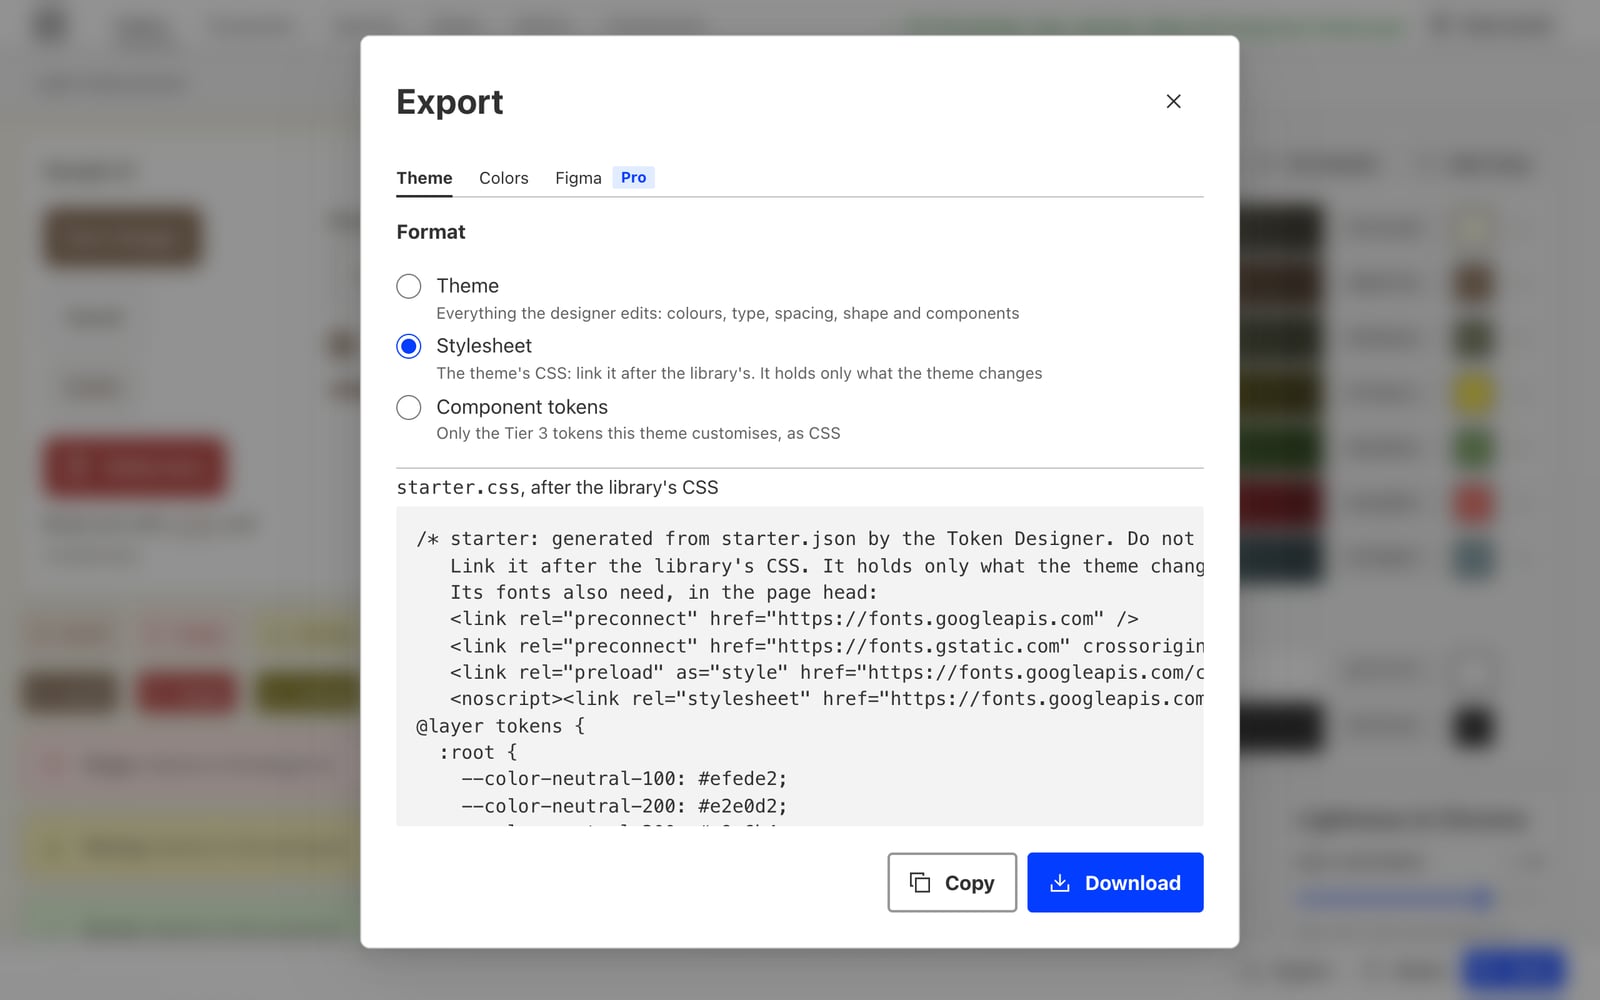 Export
Theme
Colors
Figma
Pro
Format
Theme
Everything the designer edits: colours, type, spacing, shape and components
Stylesheet
The theme's CSS: link it after the library's. It holds only what the theme changes
Component tokens
Only the Tier 3 tokens this theme customises, as CSS
starter.css, after the library's CSS
/* starter: generated from starter.json by the Token Designer. Do not
Link it after the library's CSS. It holds only what the theme chang
Its fonts also need, in the page head:
<link rel="preconnect" href="https://fonts.googleapis.com" />
<link rel="preconnect" href="https://fonts.gstatic.com" crossorigin
<link rel="preload" as="style" href="https://fonts.googleapis.com/c
<noscript><link rel="stylesheet" href="https://fonts.googleapis.com
@layer tokens {
:root {
--color-neutral-100: #efede2;
--color-neutral-200: #e2e0d2;
Copy
Download